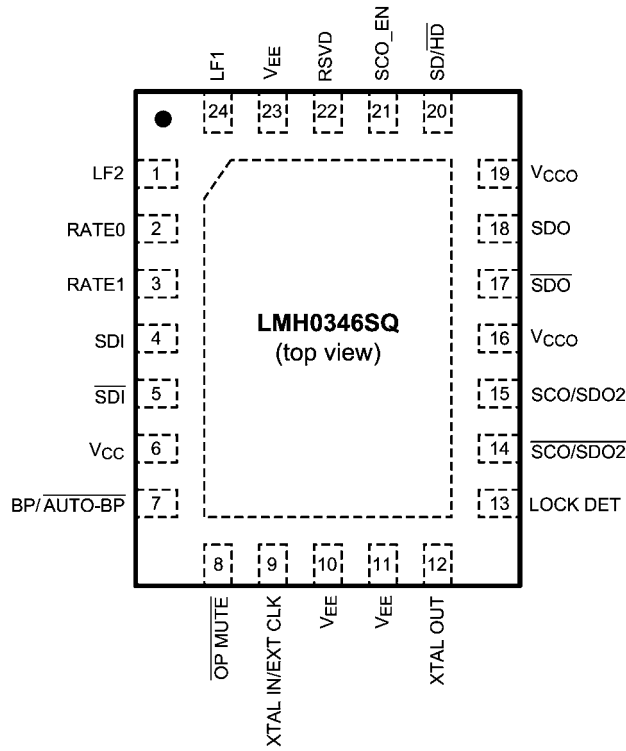 LF1
VEE
RSVD
SCO_EN
SD/HD
24
23
22
21
20
LF2
1
RATE0
2
RATE1
3
SDI
4
SDI
5
VCC
6
BP/AUTO-BP
7
LMH0346SQ
(top view)
19
VCCO
18
SDO
17
SDO
16
VCCO
15
SCO/SDO2
14
SCO/SDO2
13
LOCK DET
8
9
10
11
12
OP MUTE
XTAL IN/EXT CLK
VEE
VEE
XTAL OUT